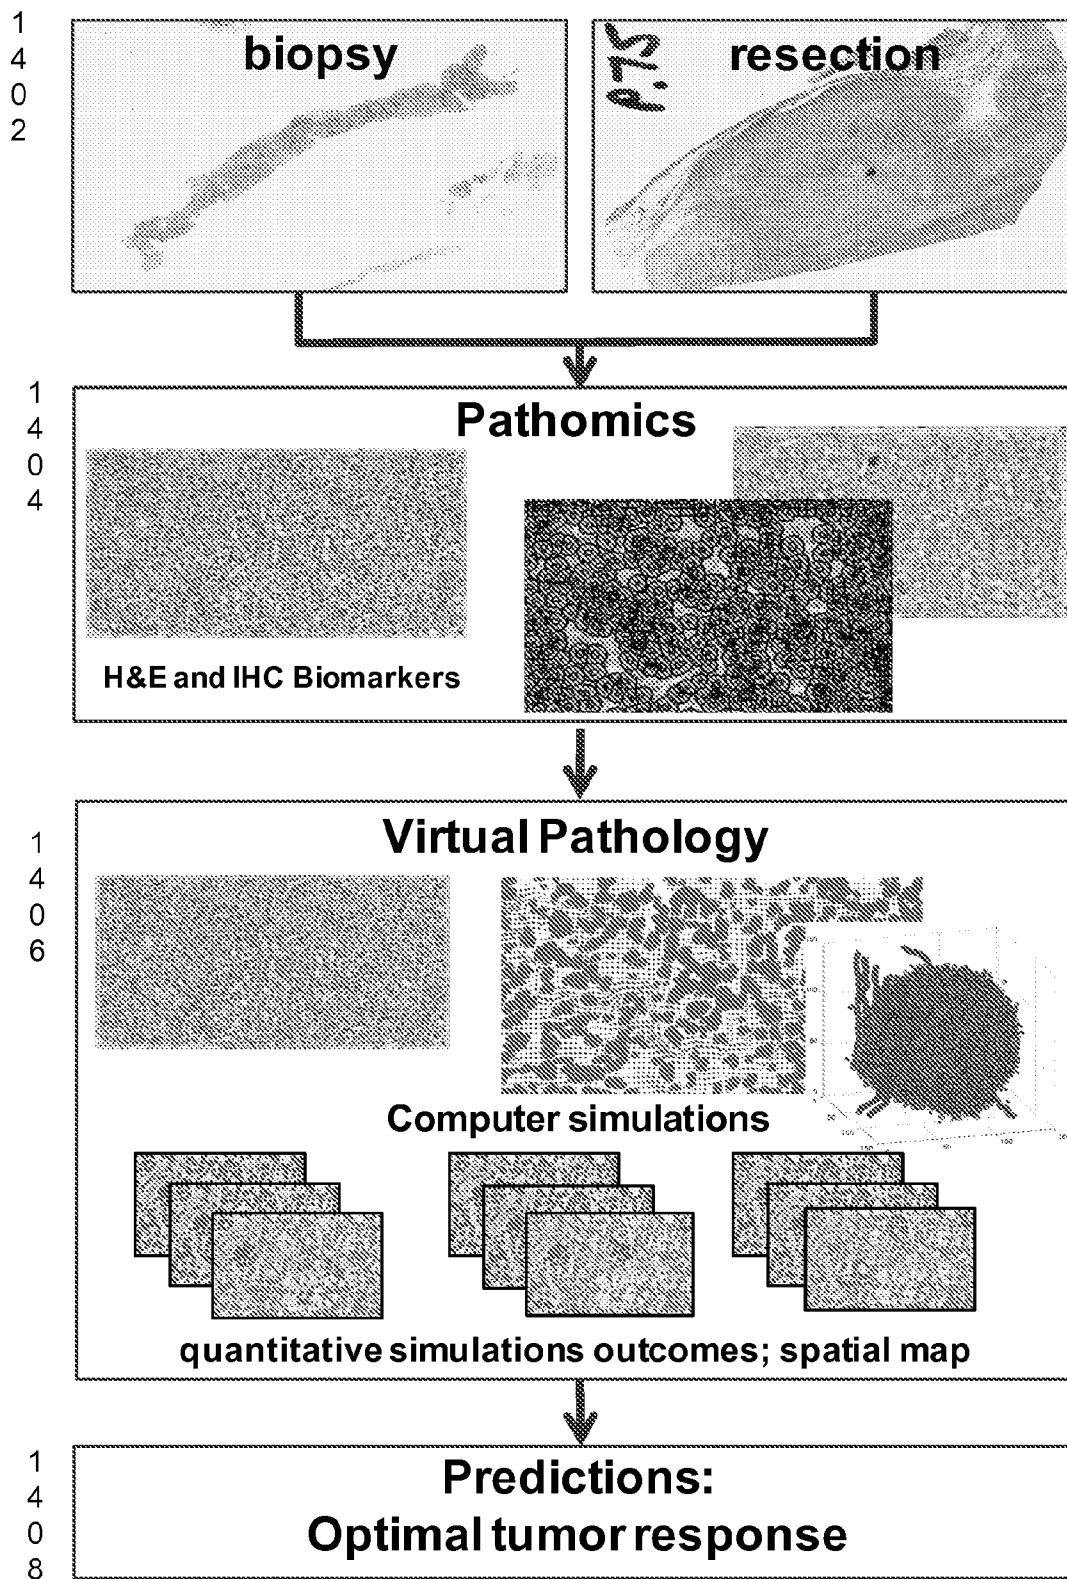 1402
biopsy
resection
1404
Pathomics
H&E and IHC Biomarkers
1406
Virtual Pathology
Computer simulations
quantitative simulations outcomes; spatial map
1408
Predictions:
Optimal tumor response